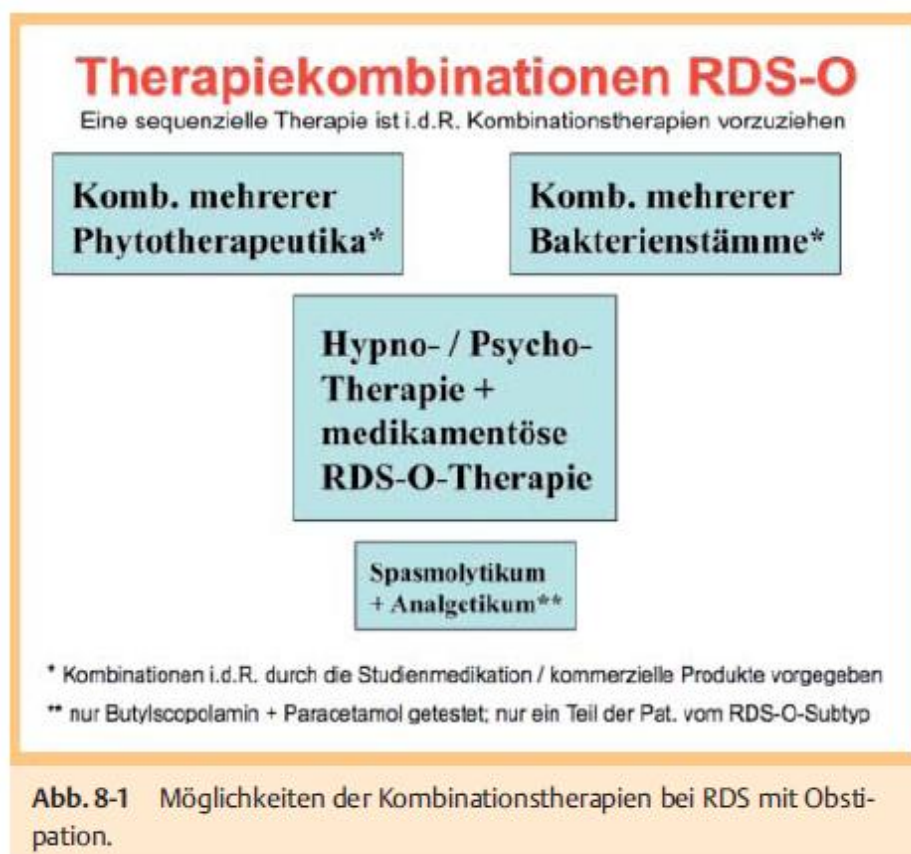 Therapiekombinationen RDS-O
Eine sequenzielle Therapie ist i.d.R. Kombinationstherapien vorzuziehen
Komb. mehrerer
Phytotherapeutika*
Komb. mehrerer
Bakterienstämme*
Hypno- / Psycho-
Therapie +
medikamentöse
RDS-O-Therapie
Spasmolytikum
+ Analgetikum**
* Kombinationen i.d.R. durch die Studienmedikation / kommerzielle Produkte vorgegeben
** nur Butylscopolamin + Paracetamol getestet; nur ein Teil der Pat. vom RDS-O-Subtyp
Abb. 8-1 Möglichkeiten der Kombinationstherapien bei RDS mit Obsti-
pation.